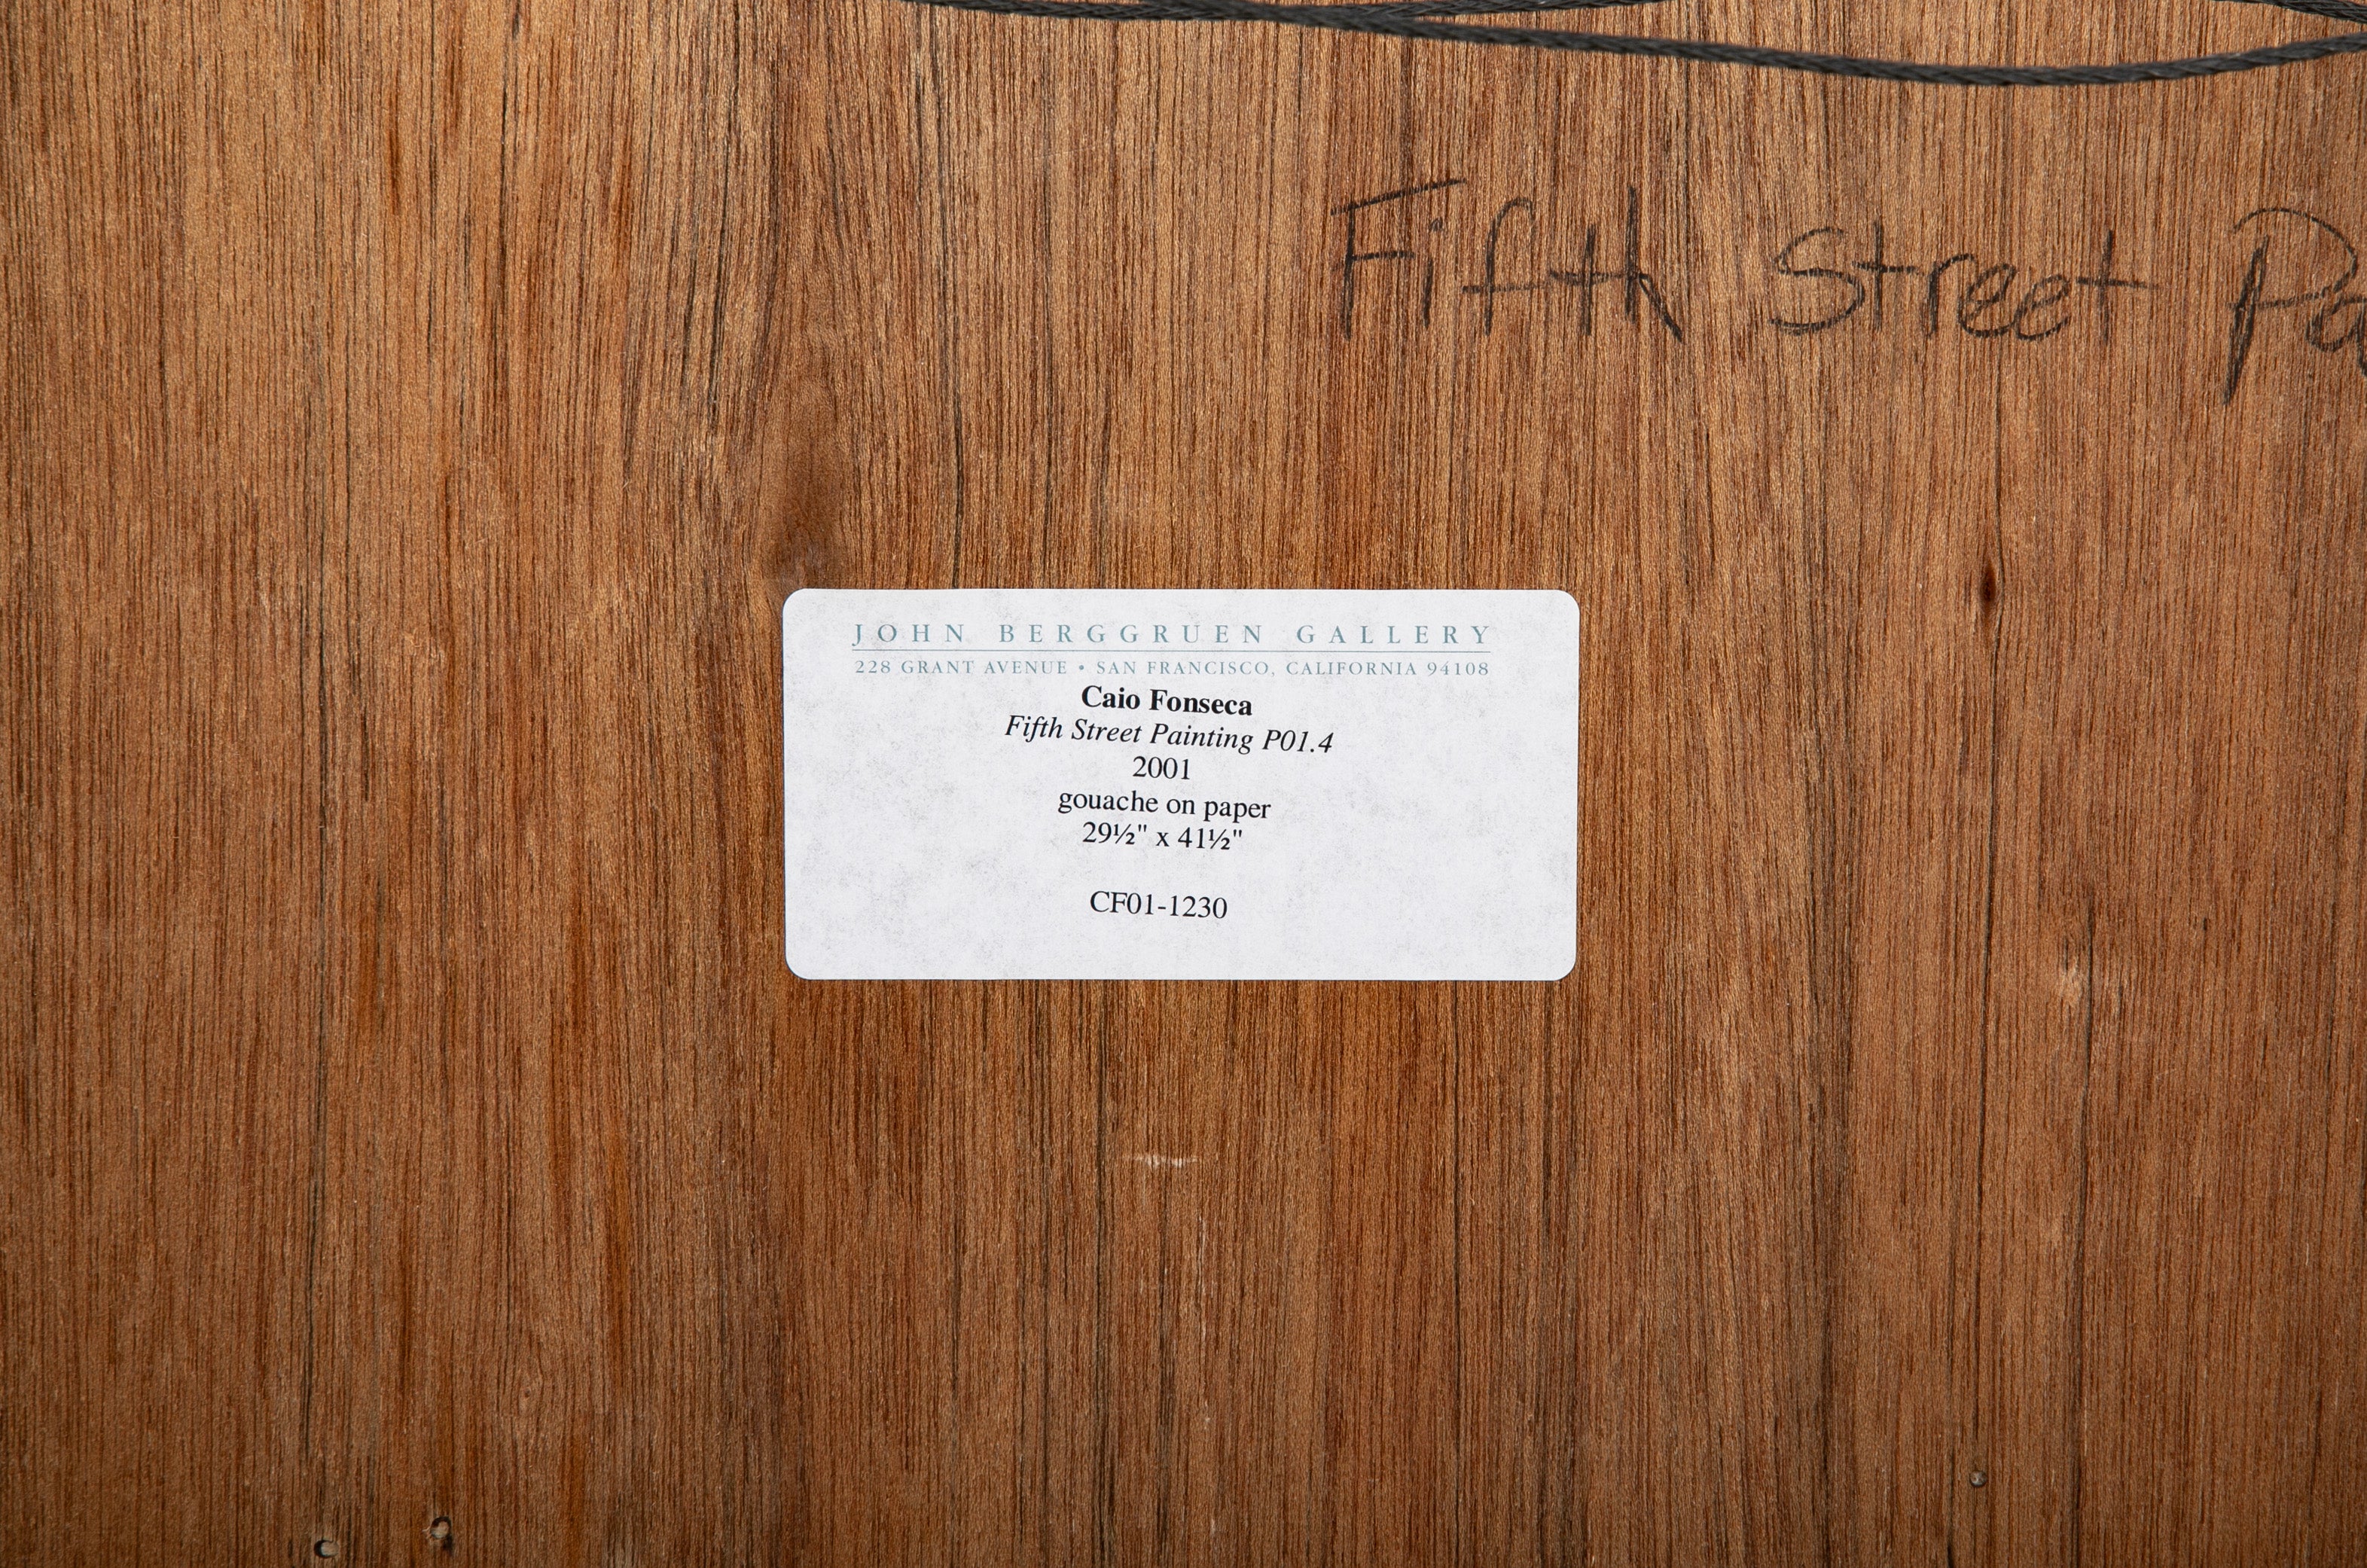 Fifth Street Pa
JOHN BERGGRUEN GALLERY
228 GRANT AVENUE • SAN FRANCISCO, CALIFORNIA 94108
Caio Fonseca
Fifth Street Painting P01.4
2001
gouache on paper
29½" x 41½"
CF01-1230